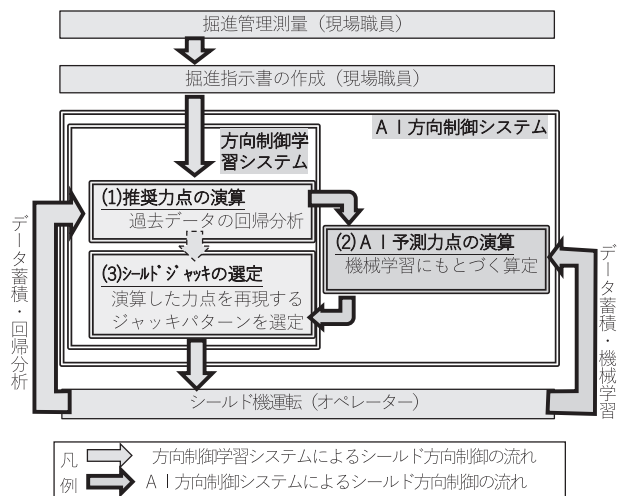 掘進管理測量（現場職員）
掘進指示書の作成（現場職員）
ＡＩ方向制御システム
方向制御学
習システム
(1)推奨力点の演算
過去データの回帰分析
(2)ＡＩ予測力点の演算
機械学習にもとづく算定
(3)ｼｰﾙﾄﾞｼﾞｬｯｷの選定
演算した力点を再現する
ジャッキパターンを選定
データ蓄積・回帰分析
データ蓄積・機械学習
シールド機運転（オペレーター）
凡例
方向制御学習システムによるシールド方向制御の流れ
ＡＩ方向制御システムによるシールド方向制御の流れ